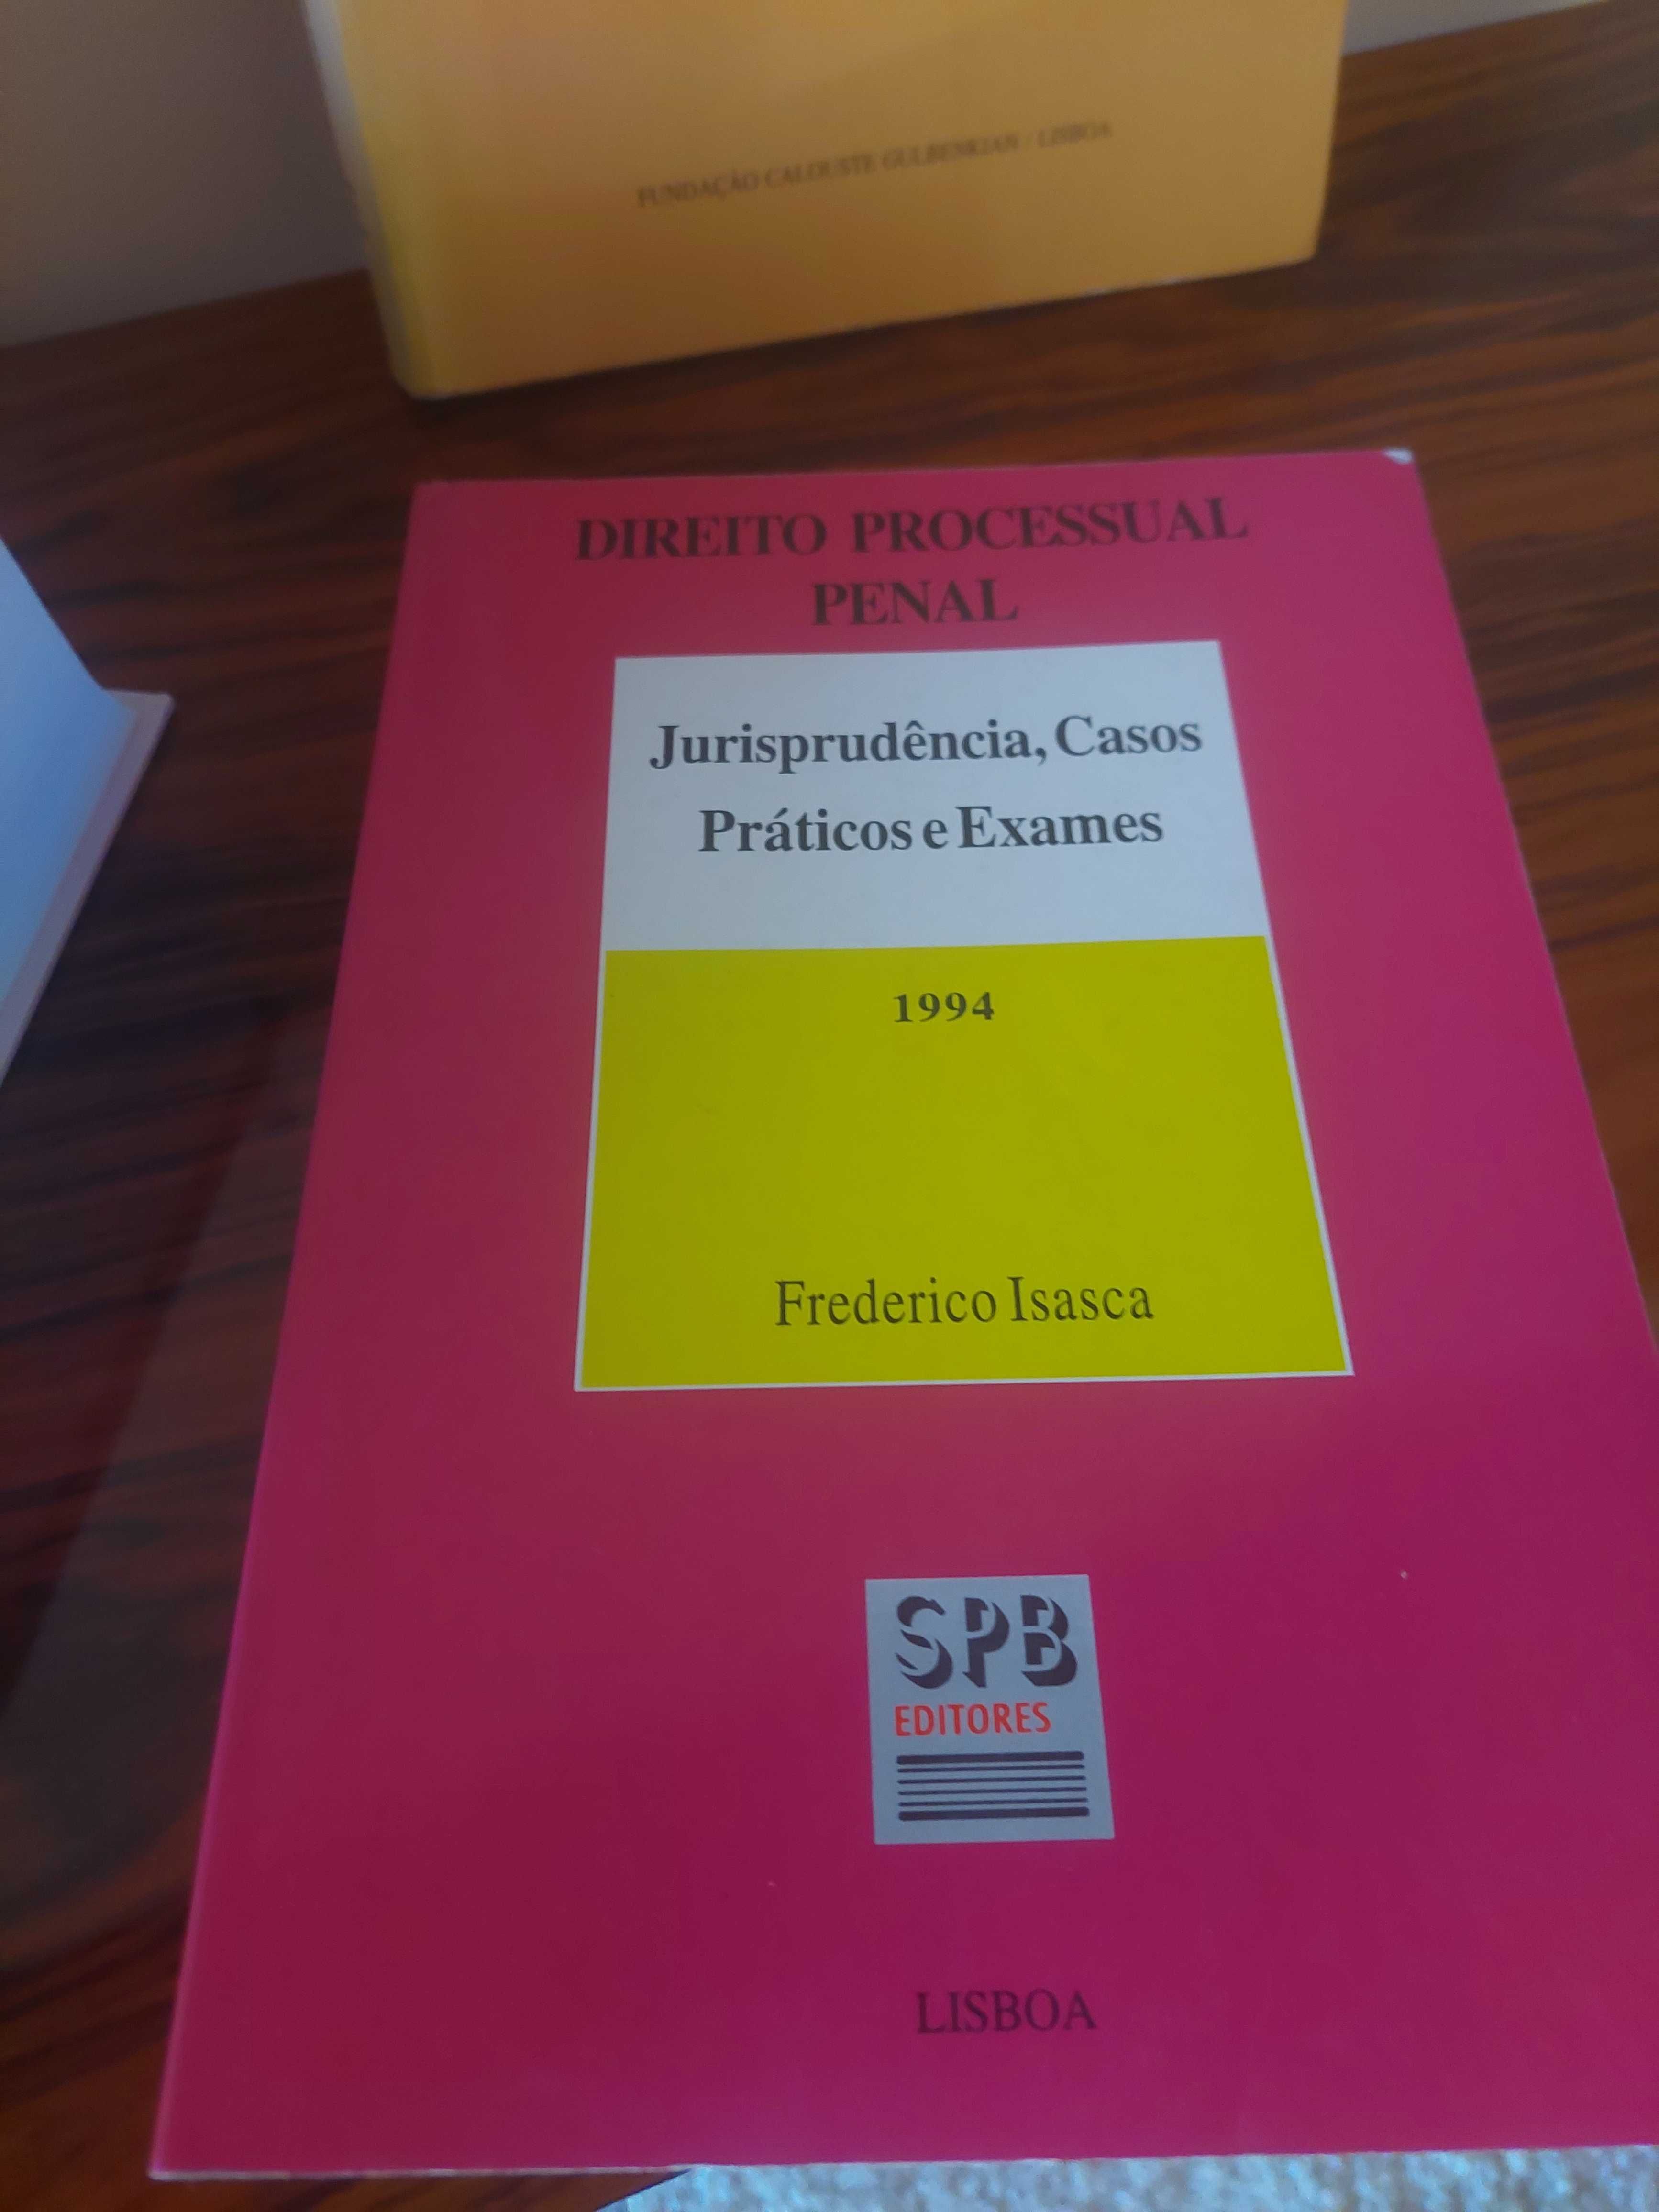 FUNDAÇÃO CALOUSTE GULBENKIAN / LISBOA
DIREITO PROCESSUAL
PENAL
Jurisprudência, Casos
Práticos e Exames
1994
Frederico Isasca
SPB
EDITORES
LISBOA